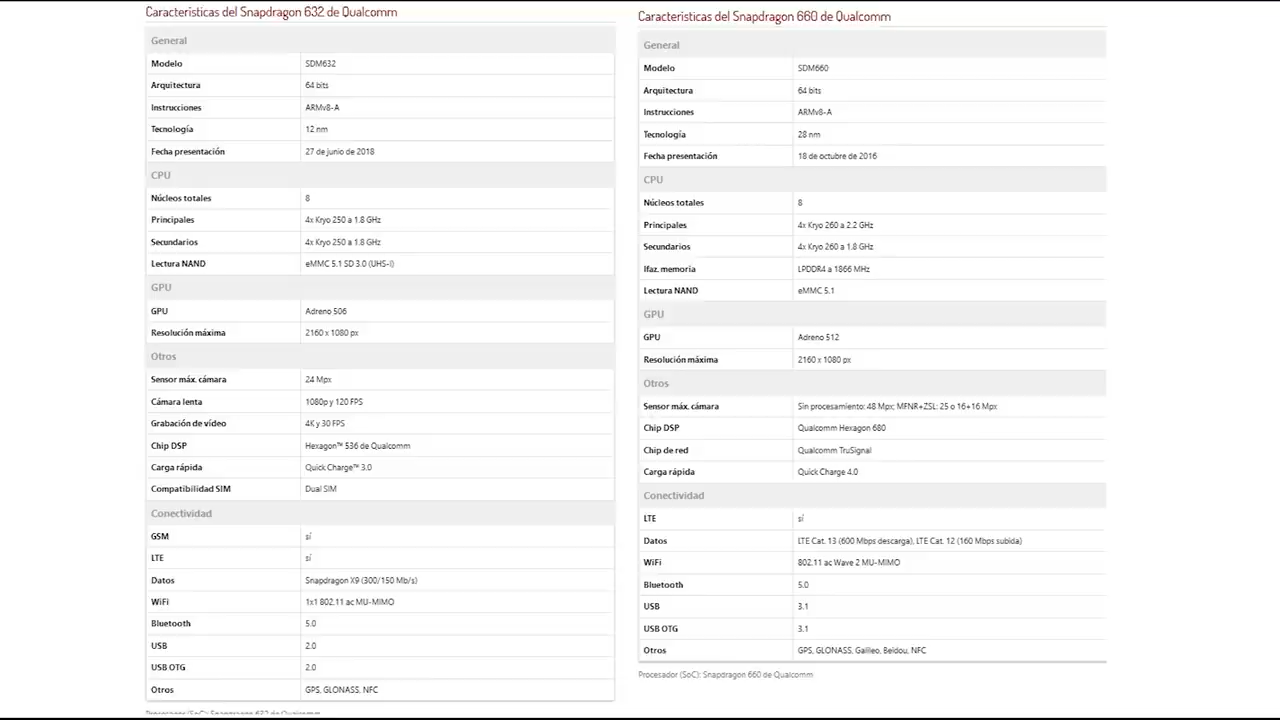 Caracteristicas del Snapdragon 632 de Qualcomm
General
Modelo SDM632
Arquitectura 64 bits
Instrucciones ARMv8-A
Tecnología 12 nm
Fecha presentación 27 de junio de 2018
CPU
Núcleos totales 8
Principales 4x Kryo 250 a 1.8 GHz
Secundarios 4x Kryo 250 a 1.8 GHz
Lectura NAND eMMC 5.1 SD 3.0 (UHS-I)
GPU
GPU Adreno 506
Resolución máxima 2160 x 1080 px
Otros
Sensor máx. cámara 24 Mpx
Cámara lenta 1080p y 120 FPS
Grabación de vídeo 4K y 30 FPS
Chip DSP Hexagon™ 536 de Qualcomm
Carga rápida Quick Charge™ 3.0
Compatibilidad SIM Dual SIM
Conectividad
GSM sí
LTE sí
Datos Snapdragon X9 (300/150 Mb/s)
WiFi 1x1 802.11 ac MU-MIMO
Bluetooth 5.0
USB 2.0
USB OTG 2.0
Otros GPS, GLONASS, NFC
Procesador (SoC): Snapdragon 632 de Qualcomm
Caracteristicas del Snapdragon 660 de Qualcomm
General
Modelo SDM660
Arquitectura 64 bits
Instrucciones ARMv8-A
Tecnología 28 nm
Fecha presentación 18 de octubre de 2016
CPU
Núcleos totales 8
Principales 4x Kryo 260 a 2.2 GHz
Secundarios 4x Kryo 260 a 1.8 GHz
Ifaz. memoria LPDDR4 a 1866 MHz
Lectura NAND eMMC 5.1
GPU
GPU Adreno 512
Resolución máxima 2160 x 1080 px
Otros
Sensor máx. cámara Sin procesamiento: 48 Mpx; MFNR+ZSL: 25 o 16+16 Mpx
Chip DSP Qualcomm Hexagon 680
Chip de red Qualcomm TruSignal
Carga rápida Quick Charge 4.0
Conectividad
LTE sí
Datos LTE Cat. 13 (600 Mbps descarga), LTE Cat. 12 (160 Mbps subida)
WiFi 802.11 ac Wave 2 MU-MIMO
Bluetooth 5.0
USB 3.1
USB OTG 3.1
Otros GPS, GLONASS, Galileo, Beidou, NFC
Procesador (SoC): Snapdragon 660 de Qualcomm